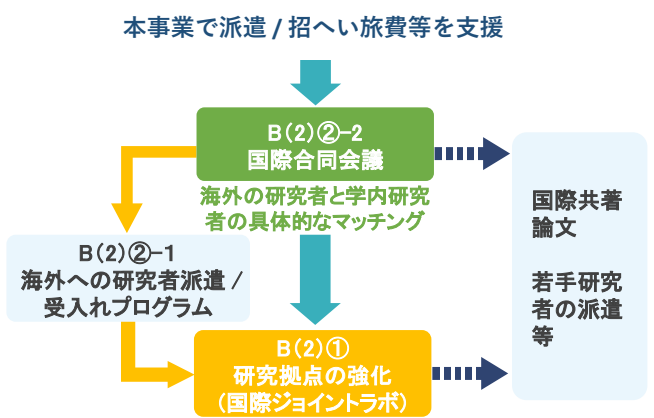 本事業で派遣 / 招へい旅費等を支援
B(2)②-2
国際合同会議
海外の研究者と学内研究
者の具体的なマッチング
B(2)②-1
海外への研究者派遣 /
受入れプログラム
B(2)①
研究拠点の強化
(国際ジョイントラボ)
国際共著
論文
若手研究
者の派遣
等